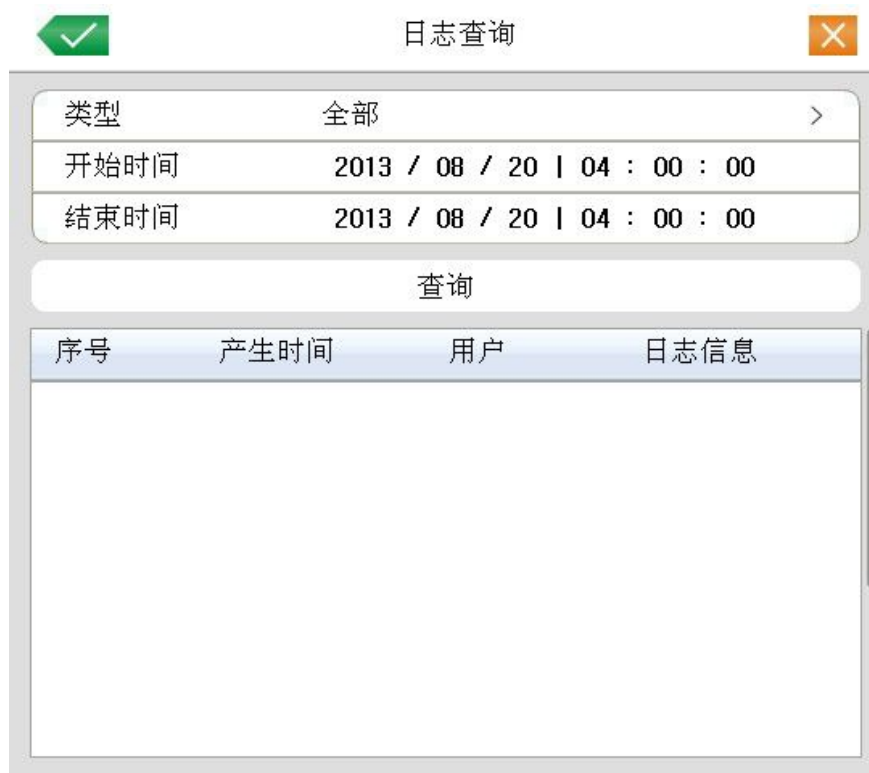 日志查询
类型 全部 >
开始时间 2013 / 08 / 20 | 04 : 00 : 00
结束时间 2013 / 08 / 20 | 04 : 00 : 00
查询
序号 产生时间 用户 日志信息